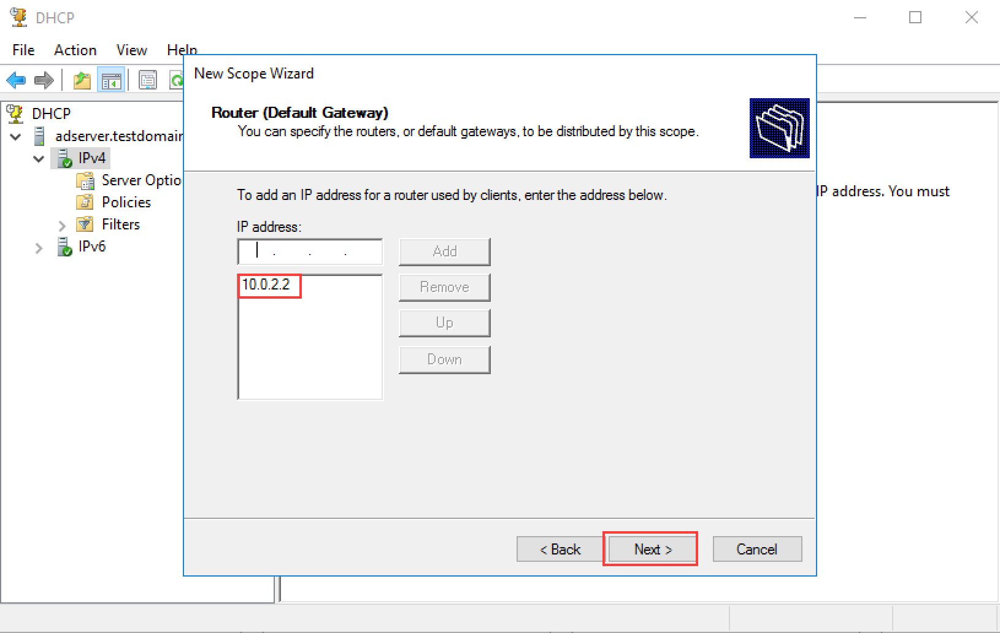 DHCP
File Action View Help
New Scope Wizard
Router (Default Gateway)
You can specify the routers, or default gateways, to be distributed by this scope.
DHCP
adserver.testdomain
IPv4
Server Optio
Policies
Filters
IPv6
To add an IP address for a router used by clients, enter the address below.
IP address. You must
IP address:
. . .
Add
10.0.2.2
Remove
Up
Down
< Back
Next >
Cancel